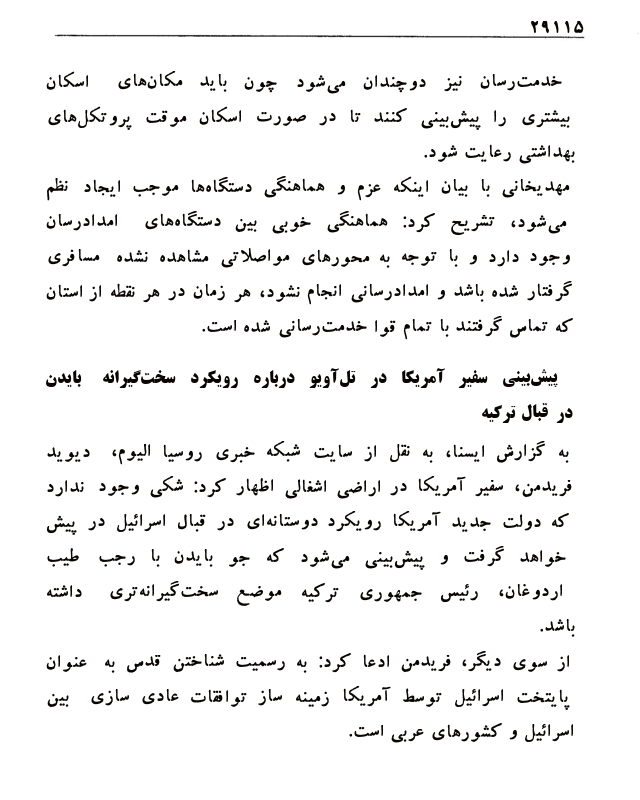 ۲۹۱۱۵
خدمت‌رسان نیز دوچندان می‌شود چون باید مکان‌های اسکان
بیشتری را پیش‌بینی کنند تا در صورت اسکان موقت پروتکل‌های
بهداشتی رعایت شود.
مهدیخانی با بیان اینکه عزم و هماهنگی دستگاه‌ها موجب ایجاد نظم
می‌شود، تشریح کرد: هماهنگی خوبی بین دستگاه‌های امدادرسان
وجود دارد و با توجه به محورهای مواصلاتی مشاهده نشده مسافری
گرفتار شده باشد و امدادرسانی انجام نشود، هر زمان در هر نقطه از استان
که تماس گرفتند با تمام قوا خدمت‌رسانی شده است.
پیش‌بینی سفیر آمریکا در تل‌آویو درباره رویکرد سخت‌گیرانه بایدن
در قبال ترکیه
به گزارش ایسنا، به نقل از سایت شبکه خبری روسیا الیوم، دیوید
فریدمن، سفیر آمریکا در اراضی اشغالی اظهار کرد: شکی وجود ندارد
که دولت جدید آمریکا رویکرد دوستانه‌ای در قبال اسرائیل در پیش
خواهد گرفت و پیش‌بینی می‌شود که جو بایدن با رجب طیب
اردوغان، رئیس جمهوری ترکیه موضع سخت‌گیرانه‌تری داشته
باشد.
از سوی دیگر، فریدمن ادعا کرد: به رسمیت شناختن قدس به عنوان
پایتخت اسرائیل توسط آمریکا زمینه ساز توافقات عادی سازی بین
اسرائیل و کشورهای عربی است.